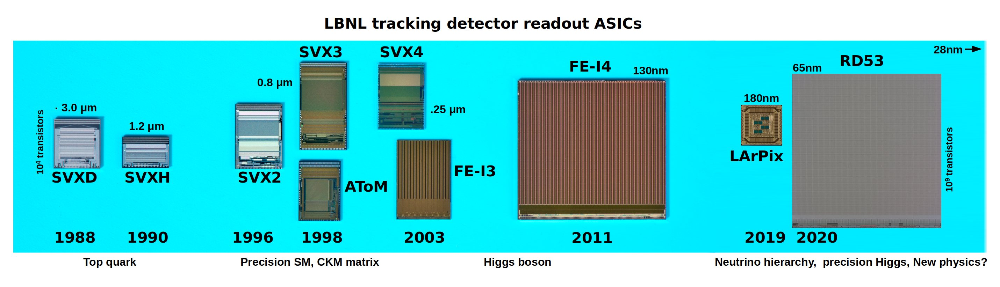 LBNL tracking detector readout ASICs
SVX3
SVX4
28nm
FE-I4
130nm
65nm
RD53
0.8 µm
180nm
· 3.0 µm
.25 µm
1.2 µm
10⁴ transistors
10⁹ transistors
LArPix
SVXD
SVXH
SVX2
AToM
FE-I3
1988
1990
1996
1998
2003
2011
2019
2020
Top quark
Precision SM, CKM matrix
Higgs boson
Neutrino hierarchy, precision Higgs, New physics?